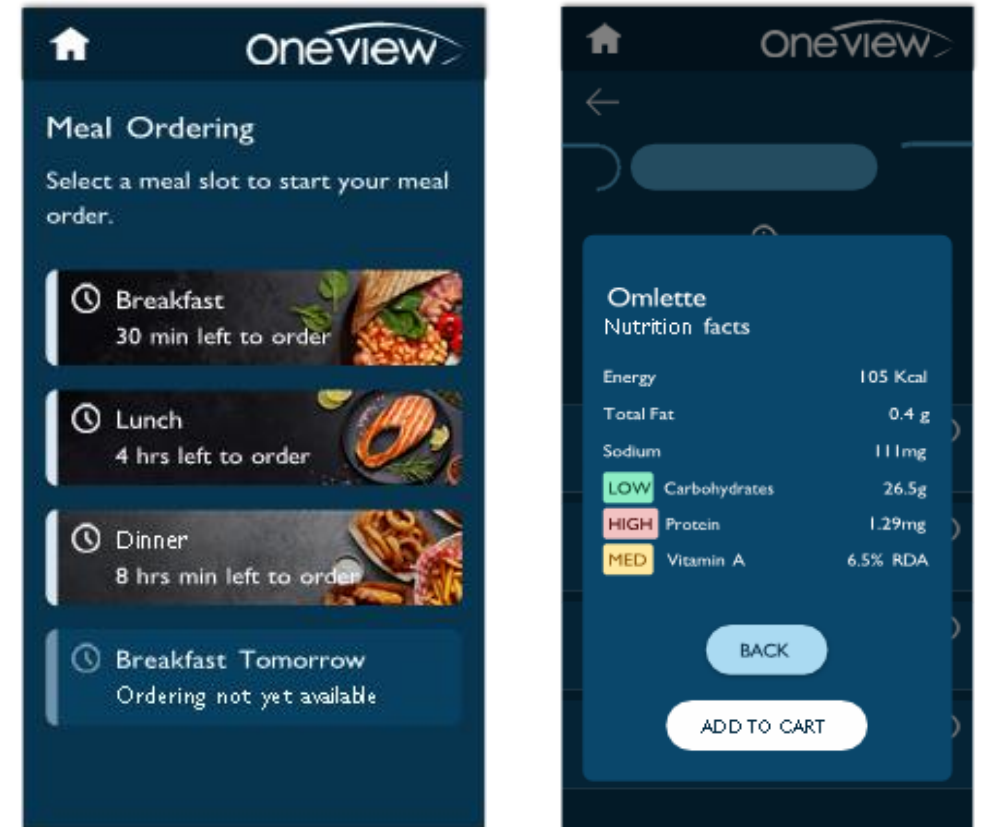 oneview
Meal Ordering
Select a meal slot to start your meal
order.
Breakfast
30 min left to order
Lunch
4 hrs left to order
Dinner
8 hrs min left to order
Breakfast Tomorrow
Ordering not yet available
oneview
Omlette
Nutrition facts
Energy 105 Kcal
Total Fat 0.4 g
Sodium 111mg
LOW Carbohydrates 26.5g
HIGH Protein 1.29mg
MED Vitamin A 6.5% RDA
BACK
ADD TO CART